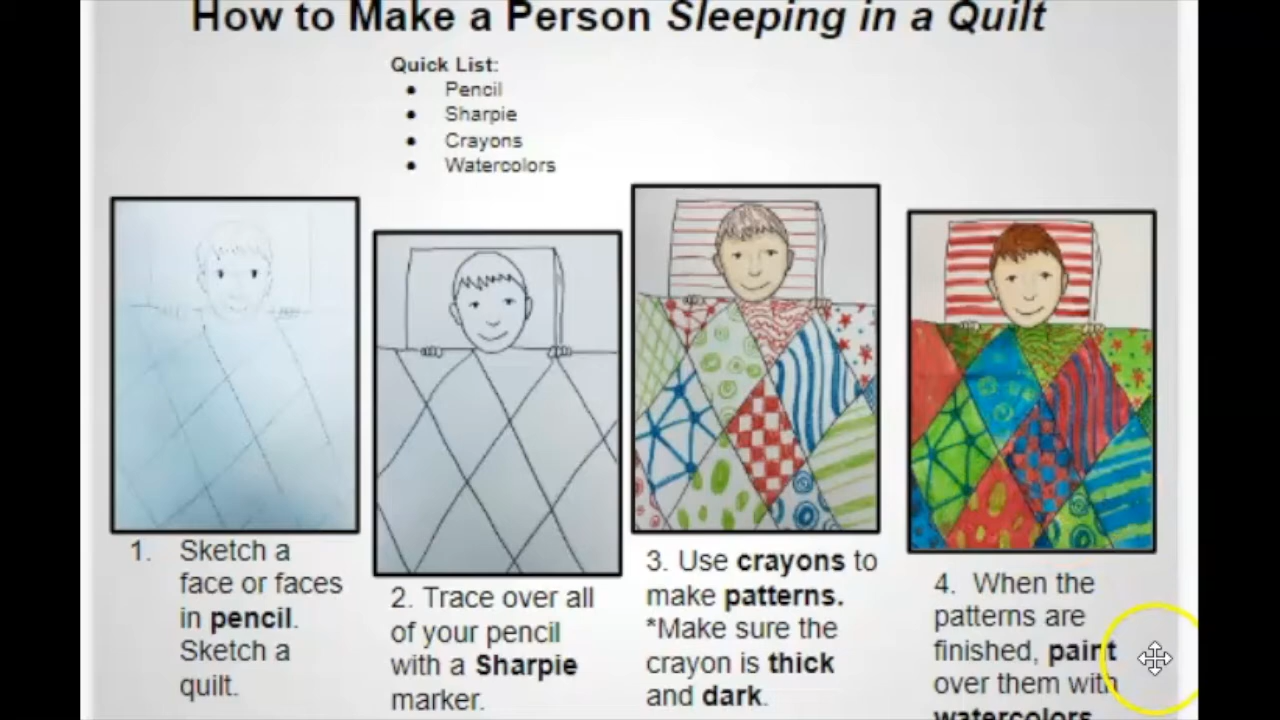 How to Make a Person Sleeping in a Quilt
Quick List:
● Pencil
● Sharpie
● Crayons
● Watercolors
1. Sketch a
face or faces
in pencil.
Sketch a
quilt.
2. Trace over all
of your pencil
with a Sharpie
marker.
3. Use crayons to
make patterns.
*Make sure the
crayon is thick
and dark.
4. When the
patterns are
finished, paint
over them with
watercolors